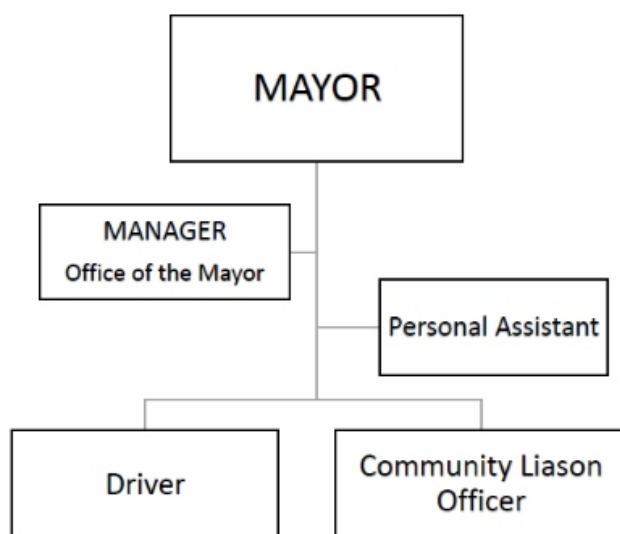 MAYOR
MANAGER
Office of the Mayor
Personal Assistant
Driver
Community Liason
Officer